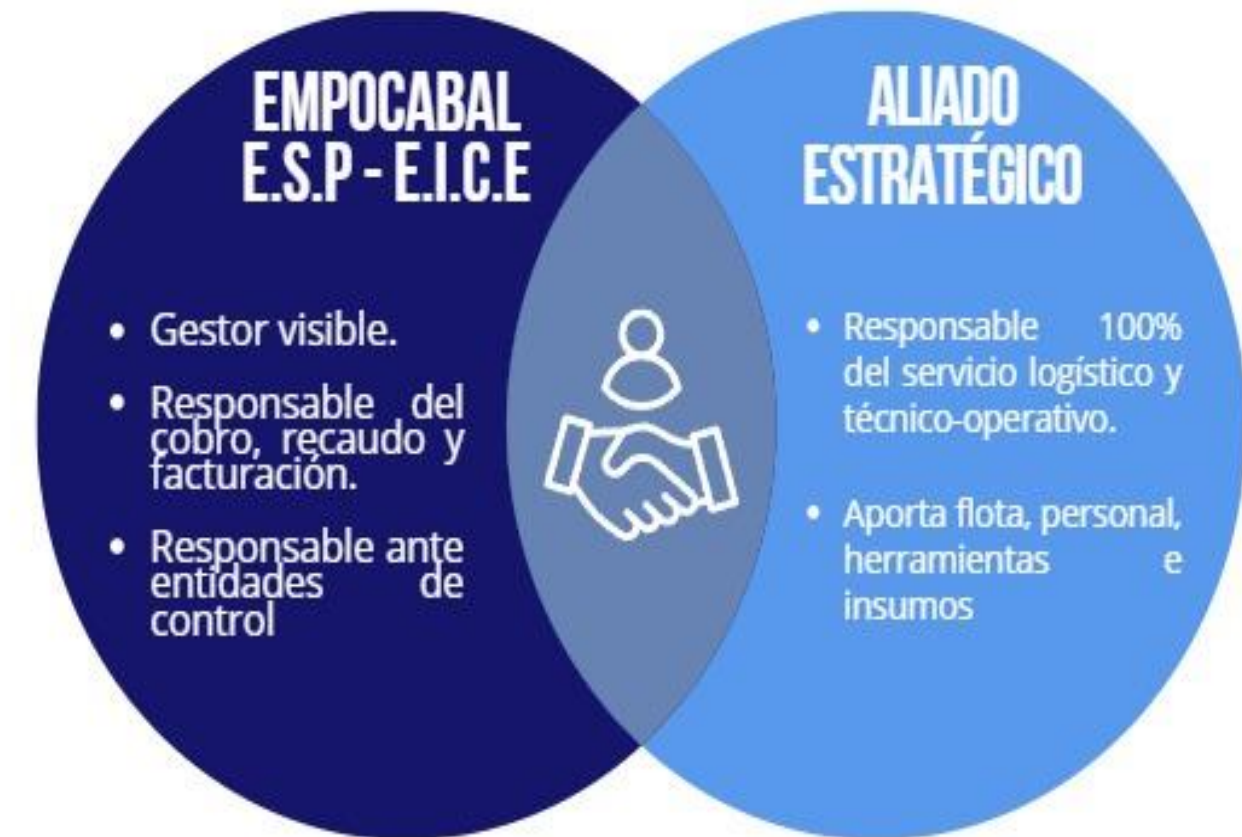 EMPOCABAL
E.S.P - E.I.C.E
• Gestor visible.
• Responsable del
cobro, recaudo y
facturación.
• Responsable ante
entidades de
control
ALIADO
ESTRATÉGICO
• Responsable 100%
del servicio logístico y
técnico-operativo.
• Aporta flota, personal,
herramientas e
insumos